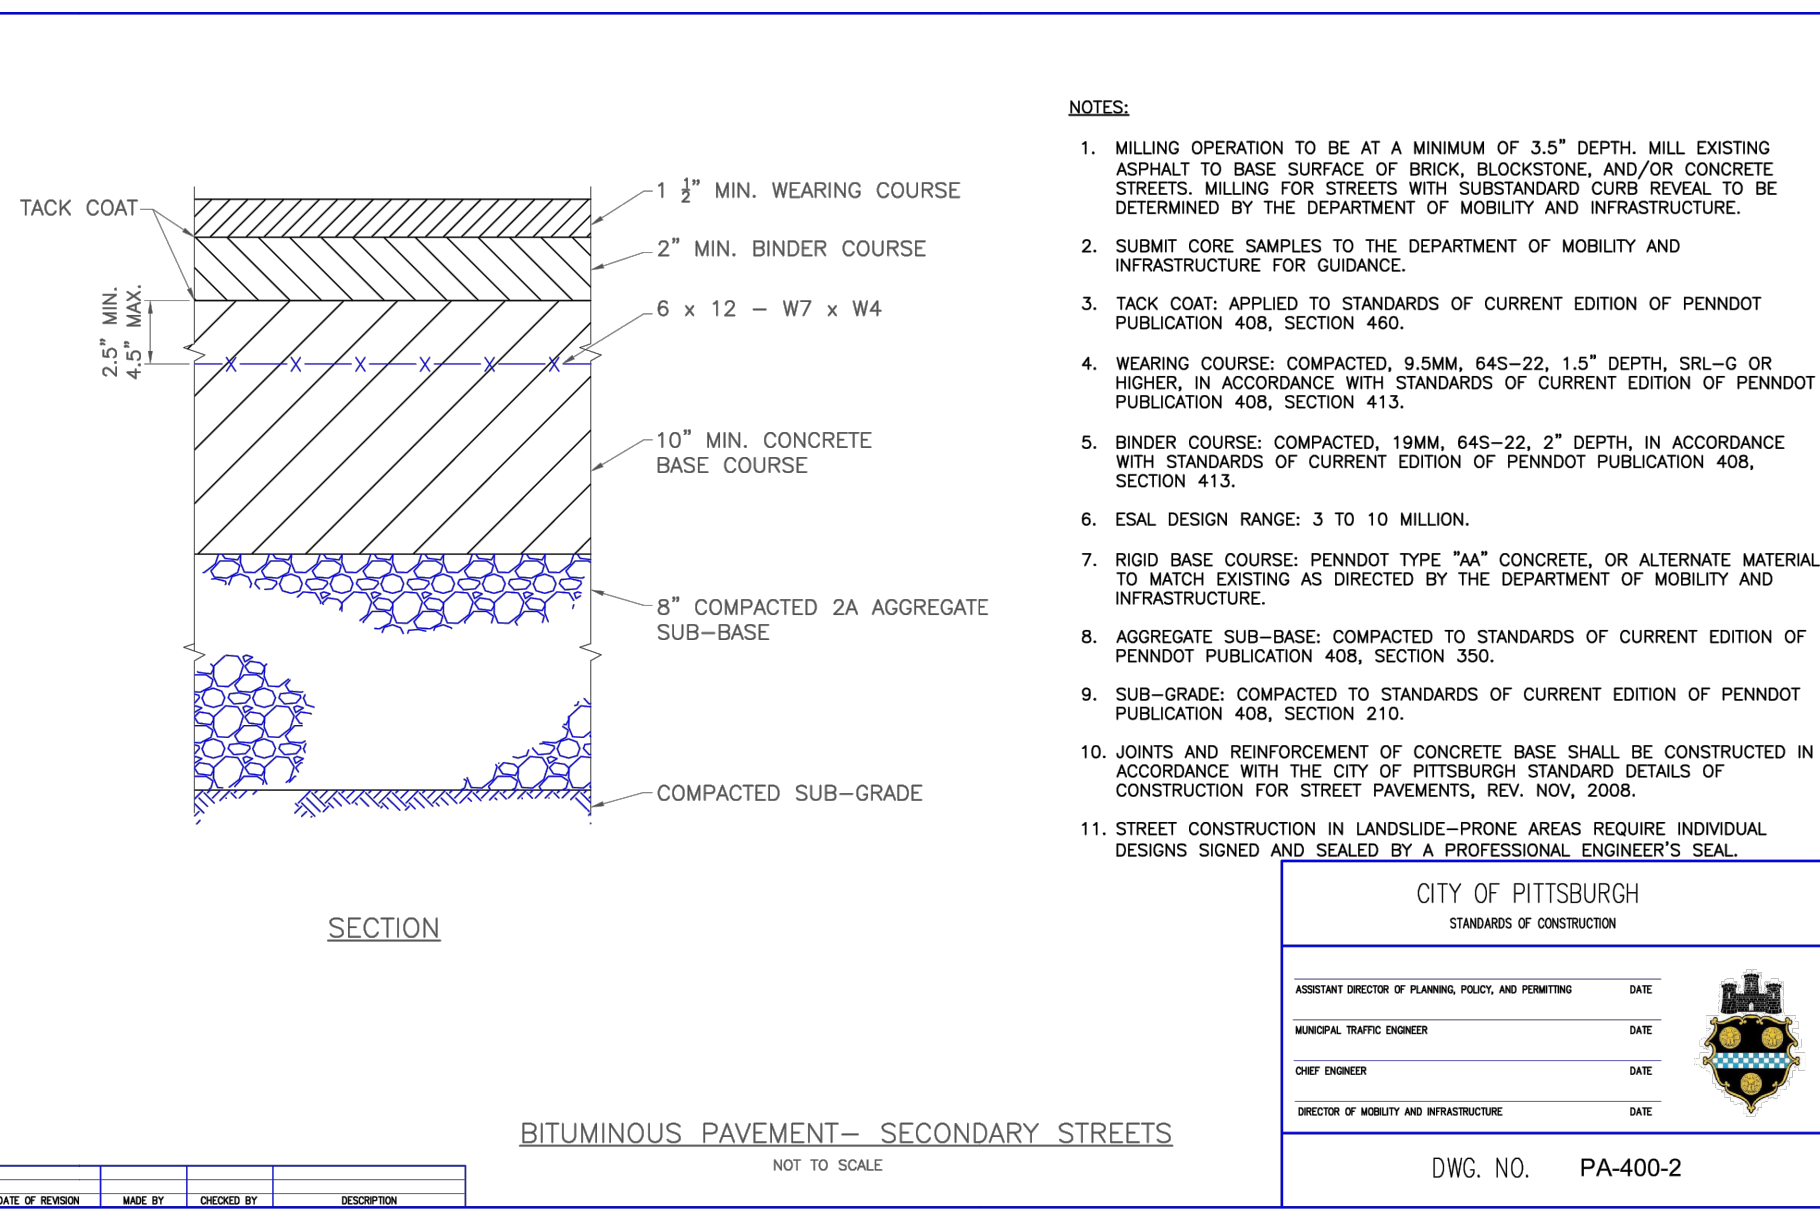 TACK COAT
2.5" MIN.
4.5" MAX.
1 1/2" MIN. WEARING COURSE
2" MIN. BINDER COURSE
6 x 12 – W7 x W4
10" MIN. CONCRETE
BASE COURSE
8" COMPACTED 2A AGGREGATE
SUB–BASE
COMPACTED SUB–GRADE
SECTION
NOTES:
1. MILLING OPERATION TO BE AT A MINIMUM OF 3.5" DEPTH. MILL EXISTING
ASPHALT TO BASE SURFACE OF BRICK, BLOCKSTONE, AND/OR CONCRETE
STREETS. MILLING FOR STREETS WITH SUBSTANDARD CURB REVEAL TO BE
DETERMINED BY THE DEPARTMENT OF MOBILITY AND INFRASTRUCTURE.
2. SUBMIT CORE SAMPLES TO THE DEPARTMENT OF MOBILITY AND
INFRASTRUCTURE FOR GUIDANCE.
3. TACK COAT: APPLIED TO STANDARDS OF CURRENT EDITION OF PENNDOT
PUBLICATION 408, SECTION 460.
4. WEARING COURSE: COMPACTED, 9.5MM, 64S–22, 1.5" DEPTH, SRL–G OR
HIGHER, IN ACCORDANCE WITH STANDARDS OF CURRENT EDITION OF PENNDOT
PUBLICATION 408, SECTION 413.
5. BINDER COURSE: COMPACTED, 19MM, 64S–22, 2" DEPTH, IN ACCORDANCE
WITH STANDARDS OF CURRENT EDITION OF PENNDOT PUBLICATION 408,
SECTION 413.
6. ESAL DESIGN RANGE: 3 TO 10 MILLION.
7. RIGID BASE COURSE: PENNDOT TYPE "AA" CONCRETE, OR ALTERNATE MATERIAL
TO MATCH EXISTING AS DIRECTED BY THE DEPARTMENT OF MOBILITY AND
INFRASTRUCTURE.
8. AGGREGATE SUB–BASE: COMPACTED TO STANDARDS OF CURRENT EDITION OF
PENNDOT PUBLICATION 408, SECTION 350.
9. SUB–GRADE: COMPACTED TO STANDARDS OF CURRENT EDITION OF PENNDOT
PUBLICATION 408, SECTION 210.
10. JOINTS AND REINFORCEMENT OF CONCRETE BASE SHALL BE CONSTRUCTED IN
ACCORDANCE WITH THE CITY OF PITTSBURGH STANDARD DETAILS OF
CONSTRUCTION FOR STREET PAVEMENTS, REV. NOV, 2008.
11. STREET CONSTRUCTION IN LANDSLIDE–PRONE AREAS REQUIRE INDIVIDUAL
DESIGNS SIGNED AND SEALED BY A PROFESSIONAL ENGINEER'S SEAL.
CITY OF PITTSBURGH
STANDARDS OF CONSTRUCTION
ASSISTANT DIRECTOR OF PLANNING, POLICY, AND PERMITTING DATE
MUNICIPAL TRAFFIC ENGINEER DATE
CHIEF ENGINEER DATE
DIRECTOR OF MOBILITY AND INFRASTRUCTURE DATE
DWG. NO. PA-400-2
BITUMINOUS PAVEMENT– SECONDARY STREETS
NOT TO SCALE
DATE OF REVISION MADE BY CHECKED BY DESCRIPTION